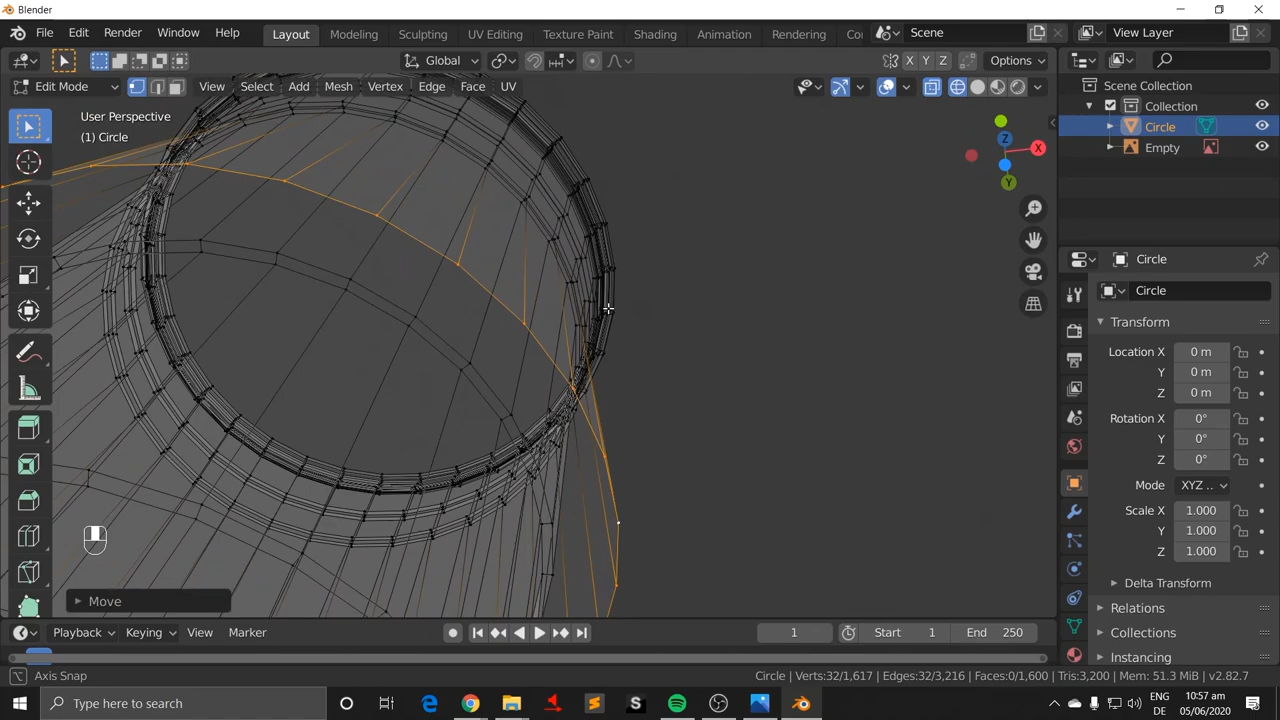 Blender
File Edit Render Window Help Layout Modeling Sculpting UV Editing Texture Paint Shading Animation Rendering Co Scene View Layer
Global X Y Z Options
Edit Mode View Select Add Mesh Vertex Edge Face UV
User Perspective
(1) Circle
Z X Y
Move
Scene Collection
Collection
Circle
Empty
Circle
Circle
Transform
Location X 0 m
Y 0 m
Z 0 m
Rotation X 0°
Y 0°
Z 0°
Mode XYZ ..
Scale X 1.000
Y 1.000
Z 1.000
Delta Transform
Relations
Collections
Instancing
Playback Keying View Marker 1 Start 1 End 250
Axis Snap Circle | Verts:32/1,617 | Edges:32/3,216 | Faces:0/1,600 | Tris:3,200 | Mem: 51.3 MiB | v2.82.7
Type here to search
ENG 10:57 am
DE 05/06/2020